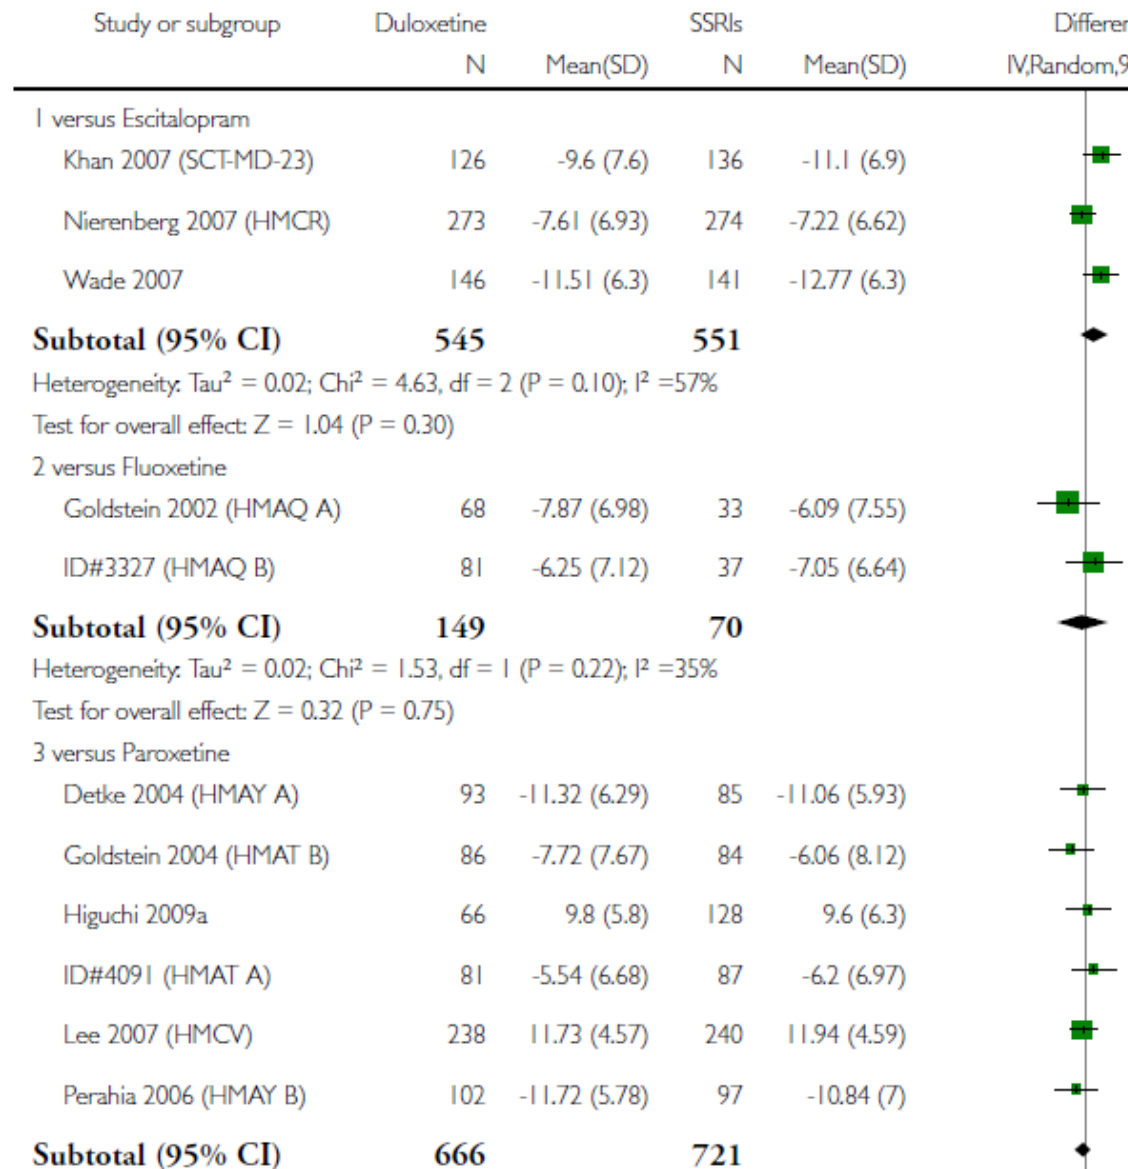 Study or subgroup Duloxetine SSRIs Differen
N Mean(SD) N Mean(SD) IV,Random,9
1 versus Escitalopram
Khan 2007 (SCT-MD-23) 126 -9.6 (7.6) 136 -11.1 (6.9)
Nierenberg 2007 (HMCR) 273 -7.61 (6.93) 274 -7.22 (6.62)
Wade 2007 146 -11.51 (6.3) 141 -12.77 (6.3)
Subtotal (95% CI) 545 551
Heterogeneity: Tau² = 0.02; Chi² = 4.63, df = 2 (P = 0.10); I² =57%
Test for overall effect: Z = 1.04 (P = 0.30)
2 versus Fluoxetine
Goldstein 2002 (HMAQ A) 68 -7.87 (6.98) 33 -6.09 (7.55)
ID#3327 (HMAQ B) 81 -6.25 (7.12) 37 -7.05 (6.64)
Subtotal (95% CI) 149 70
Heterogeneity: Tau² = 0.02; Chi² = 1.53, df = 1 (P = 0.22); I² =35%
Test for overall effect: Z = 0.32 (P = 0.75)
3 versus Paroxetine
Detke 2004 (HMAY A) 93 -11.32 (6.29) 85 -11.06 (5.93)
Goldstein 2004 (HMAT B) 86 -7.72 (7.67) 84 -6.06 (8.12)
Higuchi 2009a 66 9.8 (5.8) 128 9.6 (6.3)
ID#4091 (HMAT A) 81 -5.54 (6.68) 87 -6.2 (6.97)
Lee 2007 (HMCV) 238 11.73 (4.57) 240 11.94 (4.59)
Perahia 2006 (HMAY B) 102 -11.72 (5.78) 97 -10.84 (7)
Subtotal (95% CI) 666 721